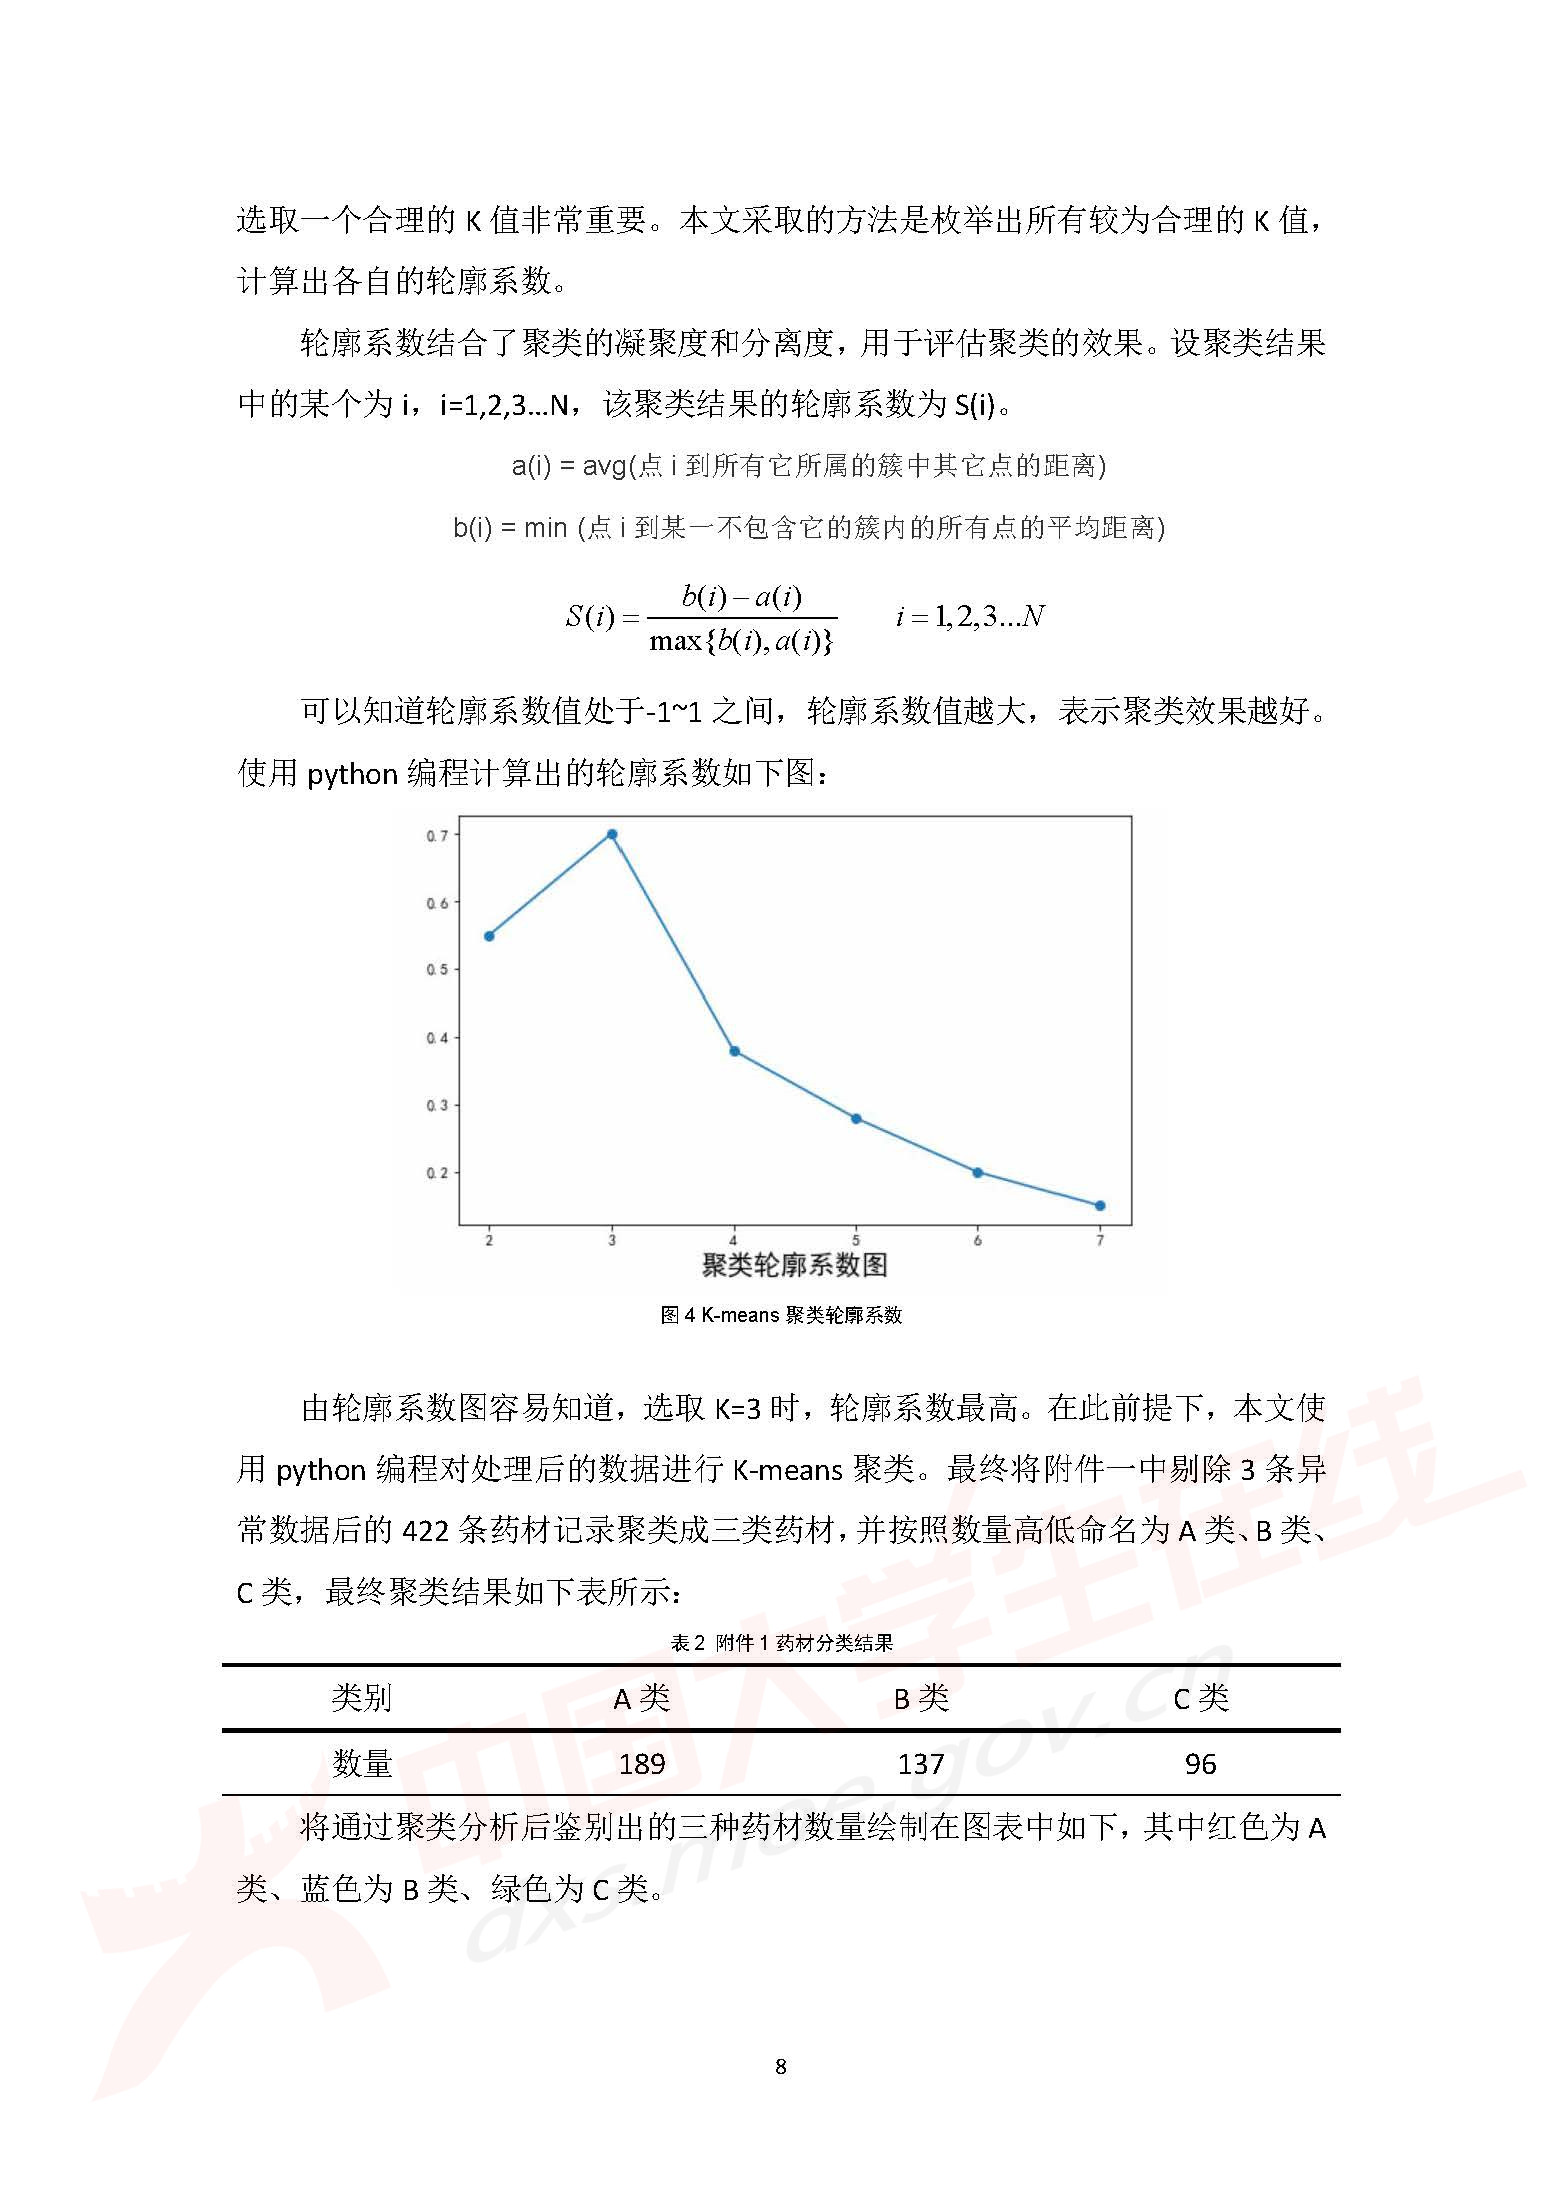 选取一个合理的 K 值非常重要。本文采取的方法是枚举出所有较为合理的 K 值，
计算出各自的轮廓系数。
轮廓系数结合了聚类的凝聚度和分离度，用于评估聚类的效果。设聚类结果
中的某个为 i，i=1,2,3…N，该聚类结果的轮廓系数为 S(i)。
a(i) = avg(点 i 到所有它所属的簇中其它点的距离)
b(i) = min (点 i 到某一不包含它的簇内的所有点的平均距离)
S(i) = b(i) − a(i) / max{b(i), a(i)} i = 1,2,3...N
可以知道轮廓系数值处于-1~1 之间，轮廓系数值越大，表示聚类效果越好。
使用 python 编程计算出的轮廓系数如下图：
0.7
0.6
0.5
0.4
0.3
0.2
2 3 4 5 6 7
聚类轮廓系数图
图 4 K-means 聚类轮廓系数
由轮廓系数图容易知道，选取 K=3 时，轮廓系数最高。在此前提下，本文使
用 python 编程对处理后的数据进行 K-means 聚类。最终将附件一中剔除 3 条异
常数据后的 422 条药材记录聚类成三类药材，并按照数量高低命名为 A 类、B 类、
C 类，最终聚类结果如下表所示：
表 2 附件 1 药材分类结果
类别 A 类 B 类 C 类
数量 189 137 96
将通过聚类分析后鉴别出的三种药材数量绘制在图表中如下，其中红色为 A
类、蓝色为 B 类、绿色为 C 类。
中国大学生在线
dxs.moe.gov.cn
8